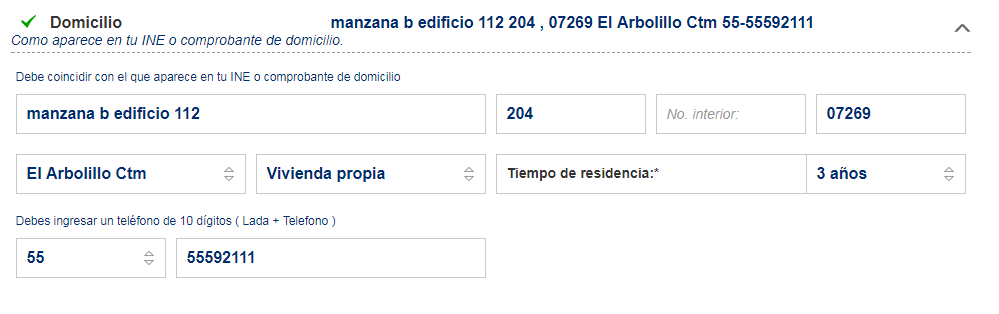 Domicilio manzana b edificio 112 204 , 07269 El Arbolillo Ctm 55-55592111
Como aparece en tu INE o comprobante de domicilio.
Debe coincidir con el que aparece en tu INE o comprobante de domicilio
manzana b edificio 112 204 No. interior: 07269
El Arbolillo Ctm Vivienda propia Tiempo de residencia:* 3 años
Debes ingresar un teléfono de 10 dígitos ( Lada + Telefono )
55 55592111